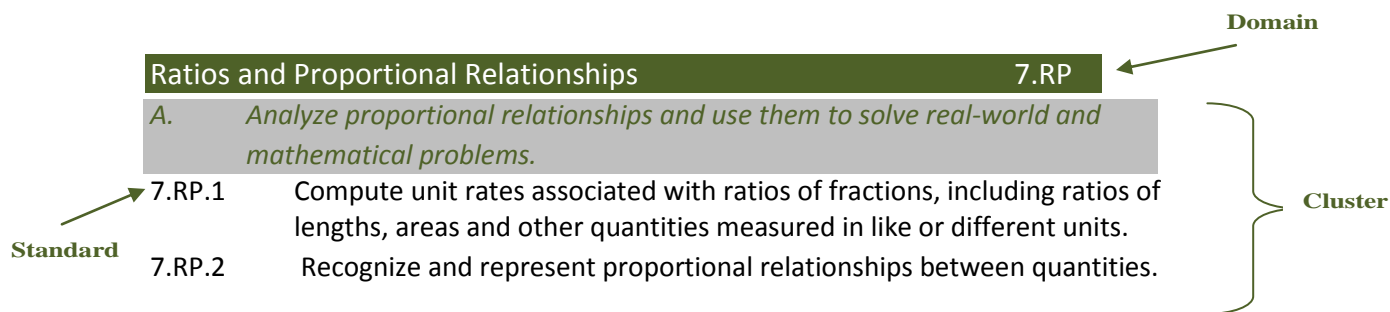 Domain
Ratios and Proportional Relationships 7.RP
A. Analyze proportional relationships and use them to solve real-world and
mathematical problems.
7.RP.1 Compute unit rates associated with ratios of fractions, including ratios of
lengths, areas and other quantities measured in like or different units.
Cluster
Standard
7.RP.2 Recognize and represent proportional relationships between quantities.